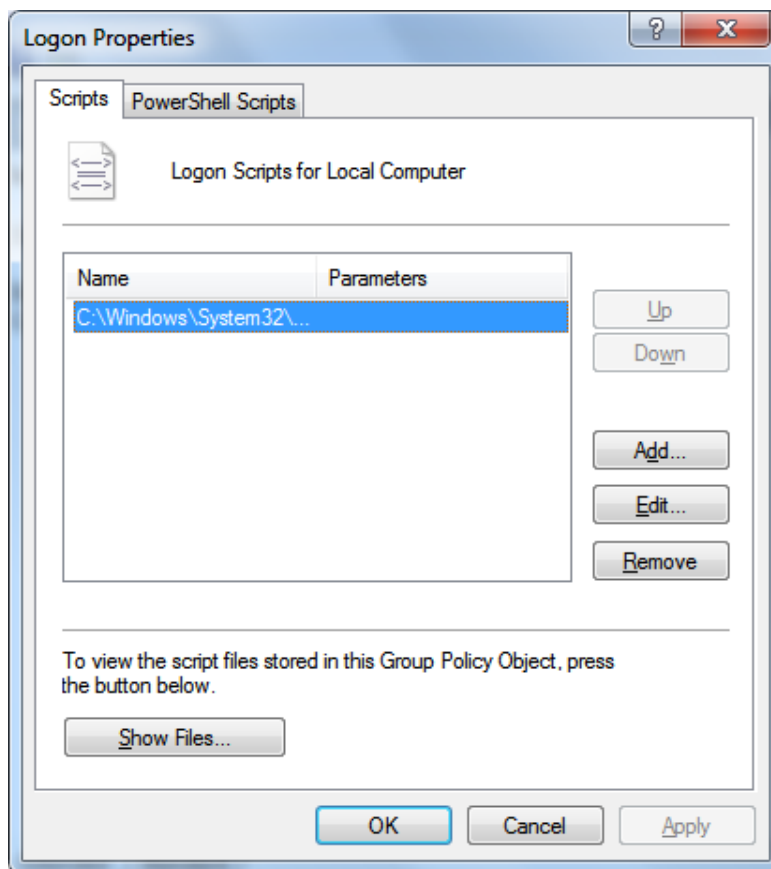 Logon Properties
Scripts
PowerShell Scripts
<-->
<-->
Logon Scripts for Local Computer
Name
Parameters
C:\Windows\System32\...
Up
Down
Add...
Edit...
Remove
To view the script files stored in this Group Policy Object, press
the button below.
Show Files...
OK
Cancel
Apply